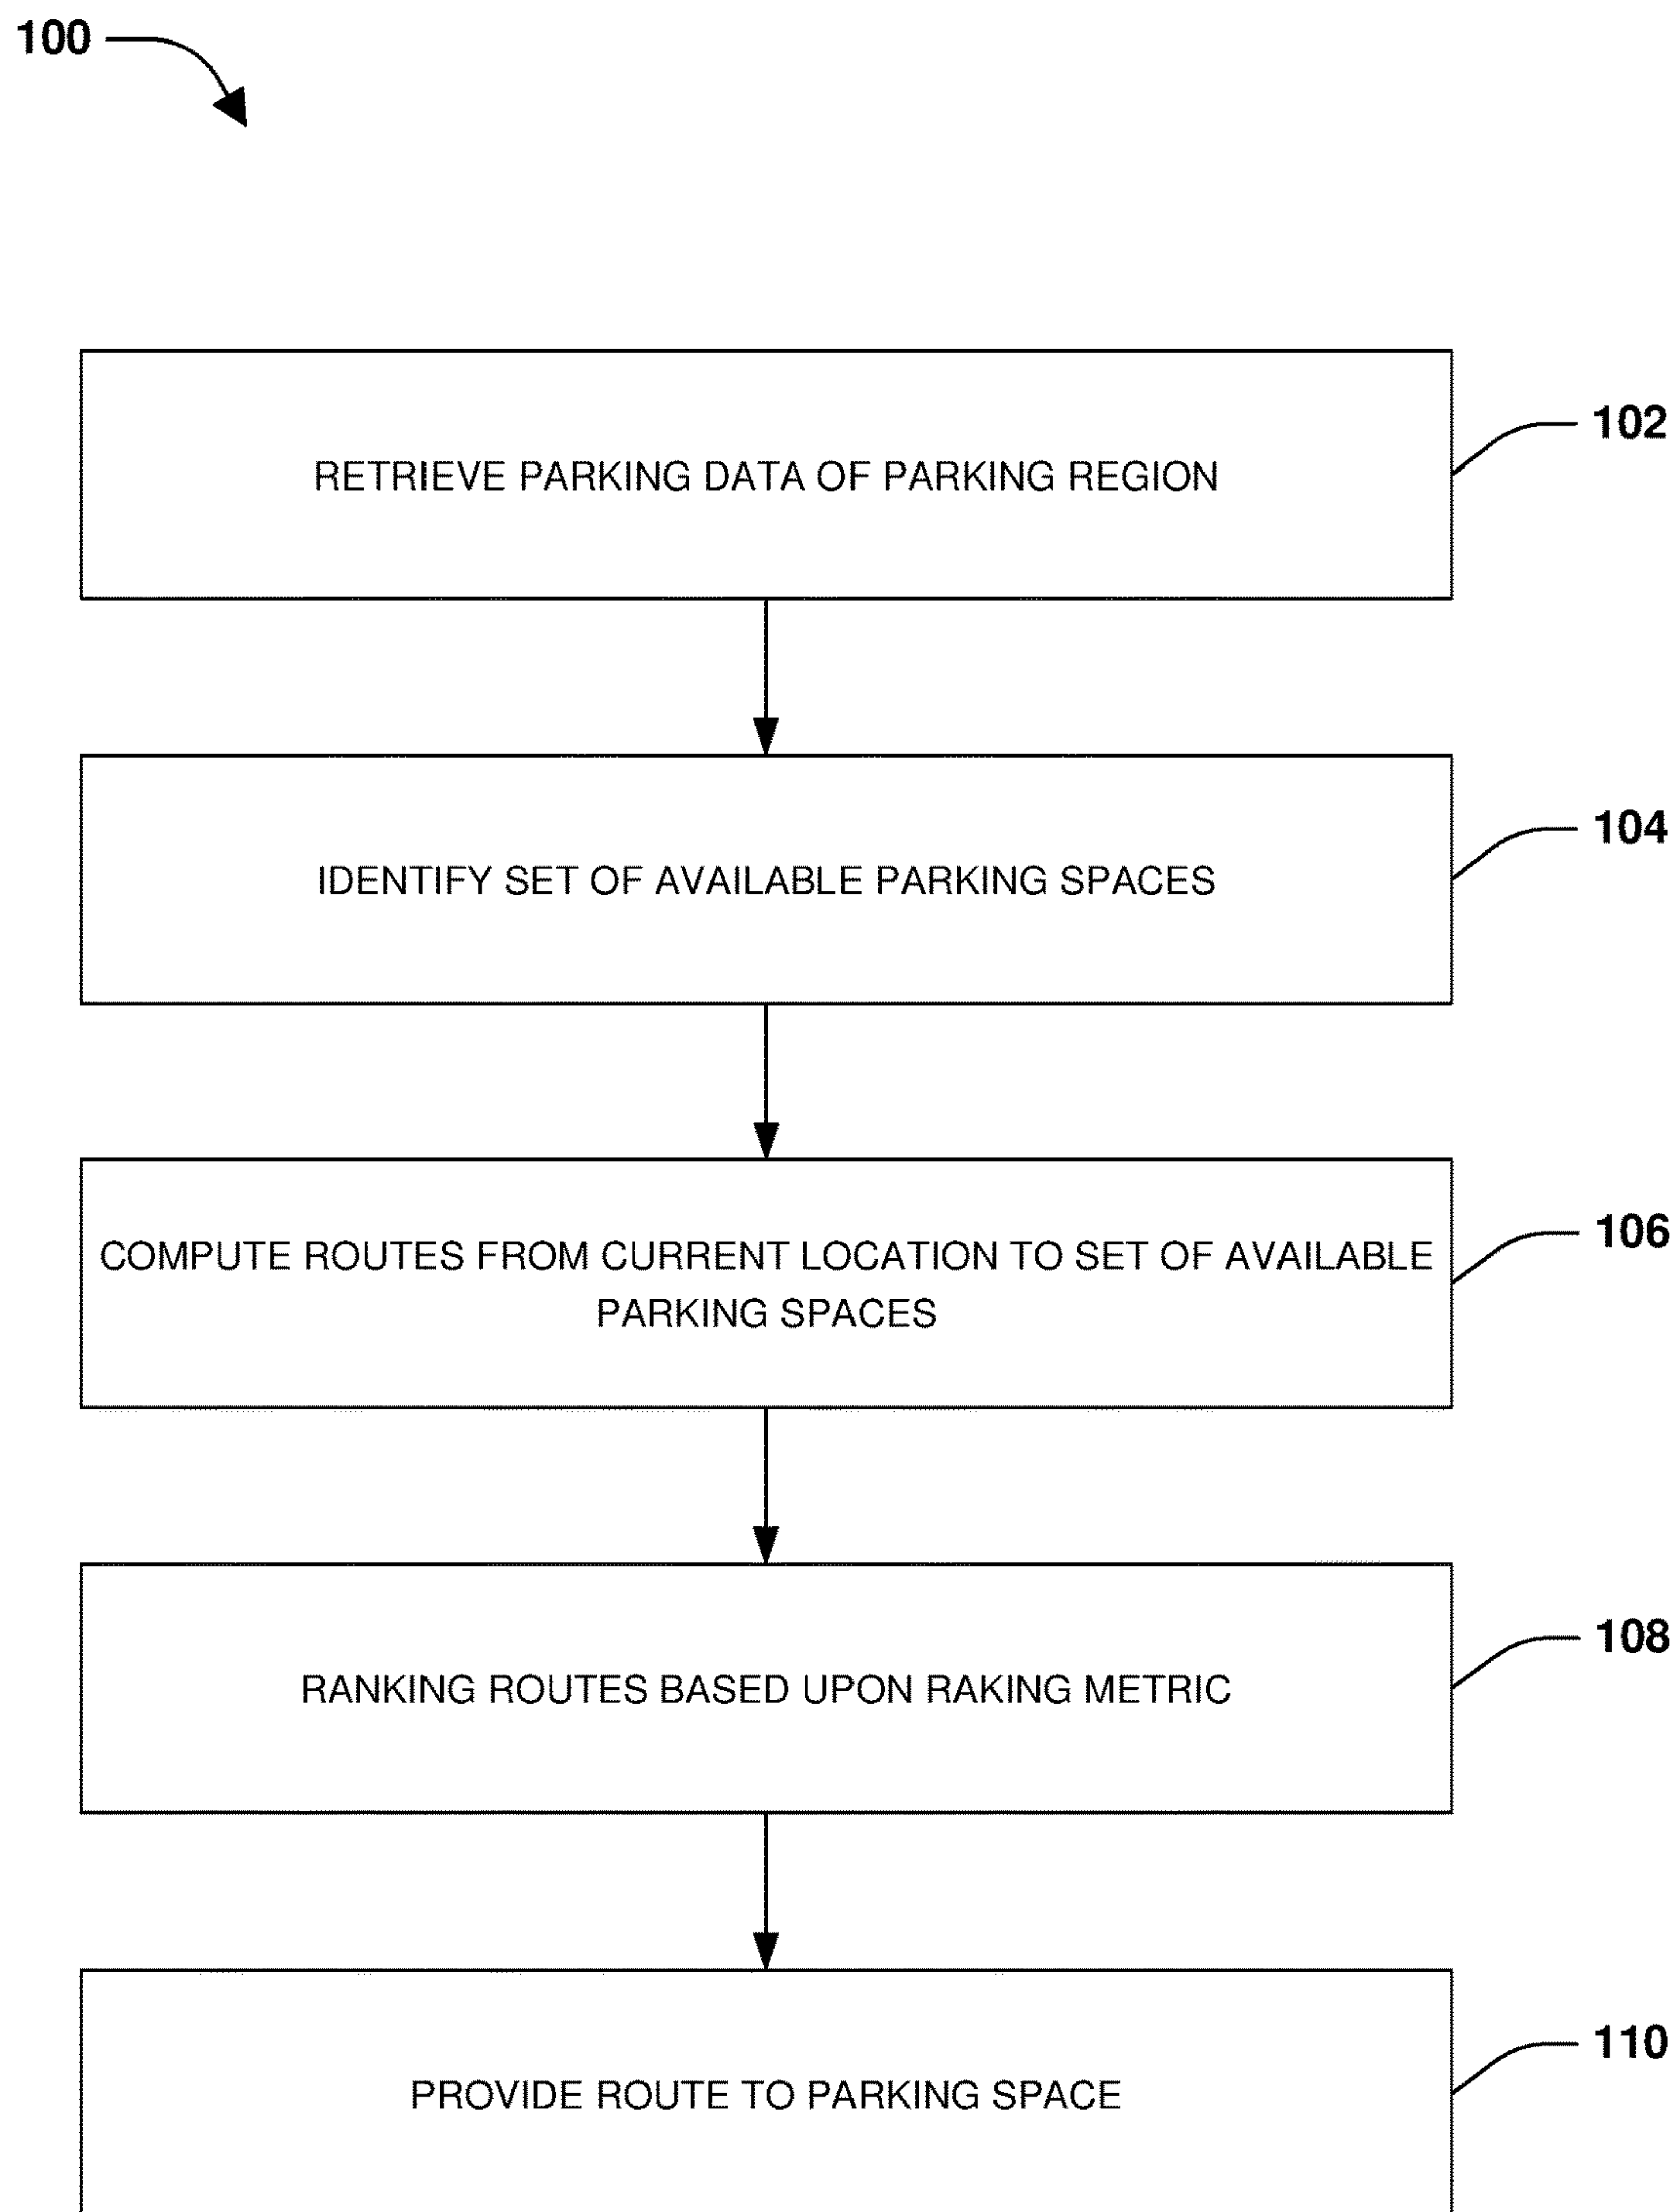 100
RETRIEVE PARKING DATA OF PARKING REGION
102
IDENTIFY SET OF AVAILABLE PARKING SPACES
104
COMPUTE ROUTES FROM CURRENT LOCATION TO SET OF AVAILABLE
PARKING SPACES
106
RANKING ROUTES BASED UPON RAKING METRIC
108
PROVIDE ROUTE TO PARKING SPACE
110